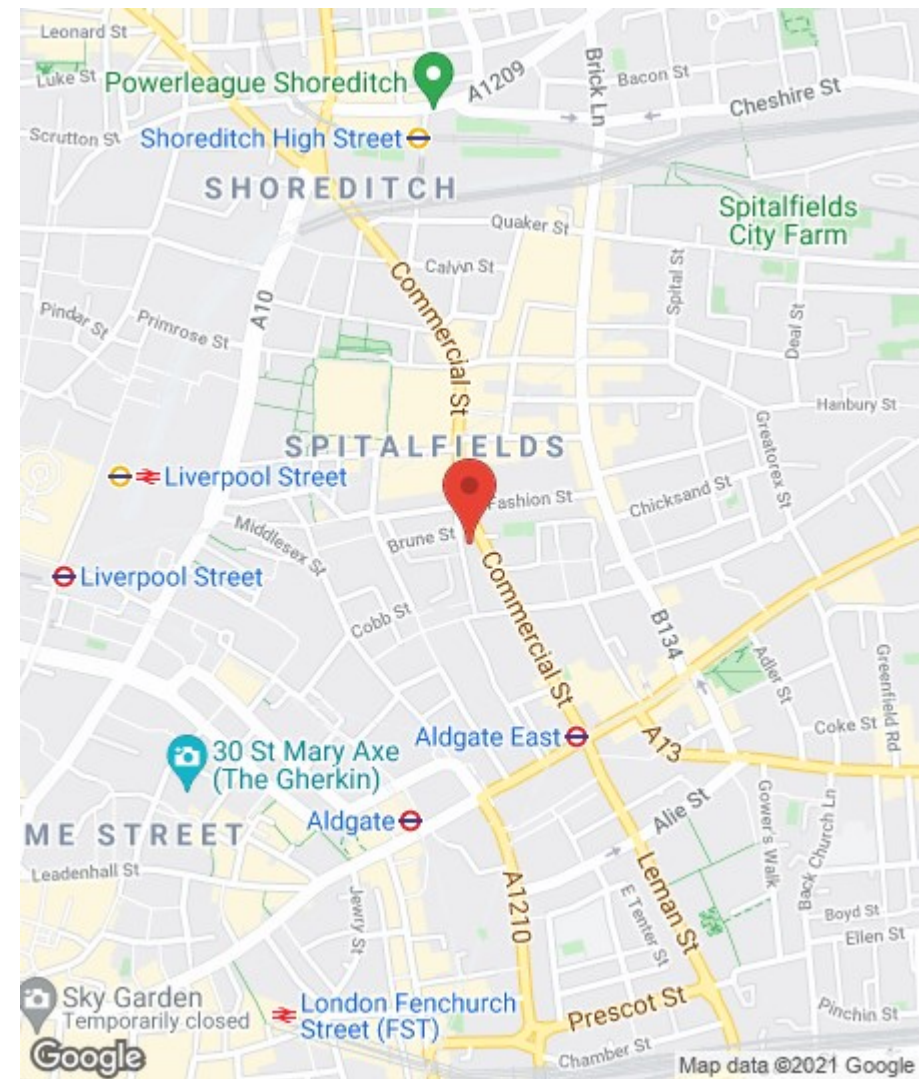 Leonard St
Luke St
Powerleague Shoreditch
A1209
Brick Ln
Bacon St
Cheshire St
Scrutton St
Shoreditch High Street
SHOREDITCH
Spitalfields
City Farm
Quaker St
Calvin St
Commercial St
Spital St
Deal St
A10
Pindar St
Primrose St
Hanbury St
Greatorex St
SPITALFIELDS
Liverpool Street
Fashion St
Chicksand St
Middlesex St
Brune St
Liverpool Street
Commercial St
Cobb St
B134
Adler St
Greenfield Rd
Coke St
Aldgate East
A13
30 St Mary Axe
(The Gherkin)
Aldgate
Alie St
Gower's Walk
Back Church Ln
ME STREET
Leadenhall St
Jewry St
A1210
Leman St
E Tenter St
Boyd St
Ellen St
Sky Garden
Temporarily closed
London Fenchurch
Street (FST)
Prescot St
Pinchin St
Chamber St
Google
Map data ©2021 Google